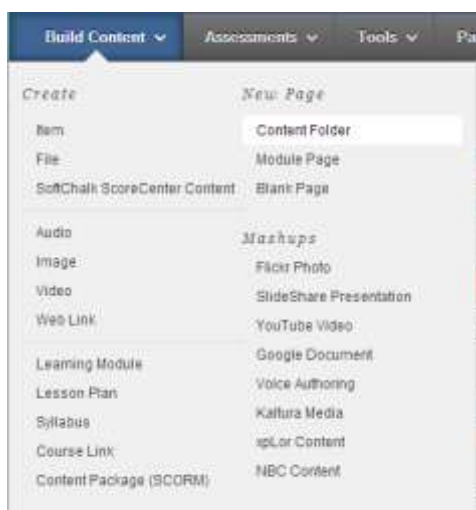 Build Content Assessments Tools Pa
Create
Item
File
SoftChalk ScoreCenter Content
Audio
Image
Video
Web Link
Learning Module
Lesson Plan
Syllabus
Course Link
Content Package (SCORM)
New Page
Content Folder
Module Page
Blank Page
Mashups
Flickr Photo
SlideShare Presentation
YouTube Video
Google Document
Voice Authoring
Kaltura Media
xpLor Content
NBC Content